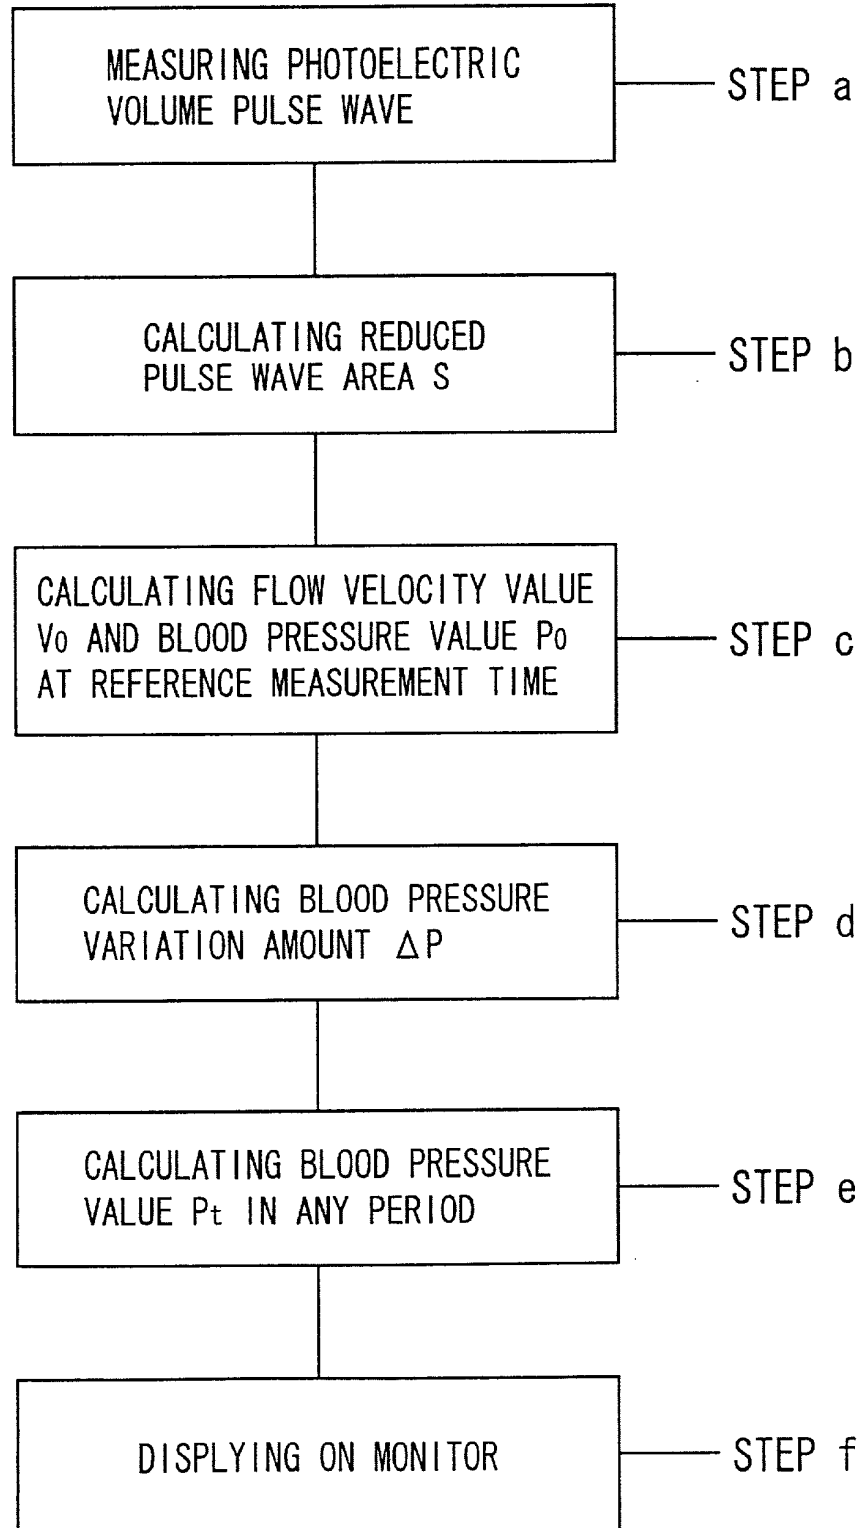 MEASURING PHOTOELECTRIC
VOLUME PULSE WAVE
STEP a
CALCULATING REDUCED
PULSE WAVE AREA S
STEP b
CALCULATING FLOW VELOCITY VALUE
V0 AND BLOOD PRESSURE VALUE P0
AT REFERENCE MEASUREMENT TIME
STEP c
CALCULATING BLOOD PRESSURE
VARIATION AMOUNT ΔP
STEP d
CALCULATING BLOOD PRESSURE
VALUE Pt IN ANY PERIOD
STEP e
DISPLYING ON MONITOR
STEP f